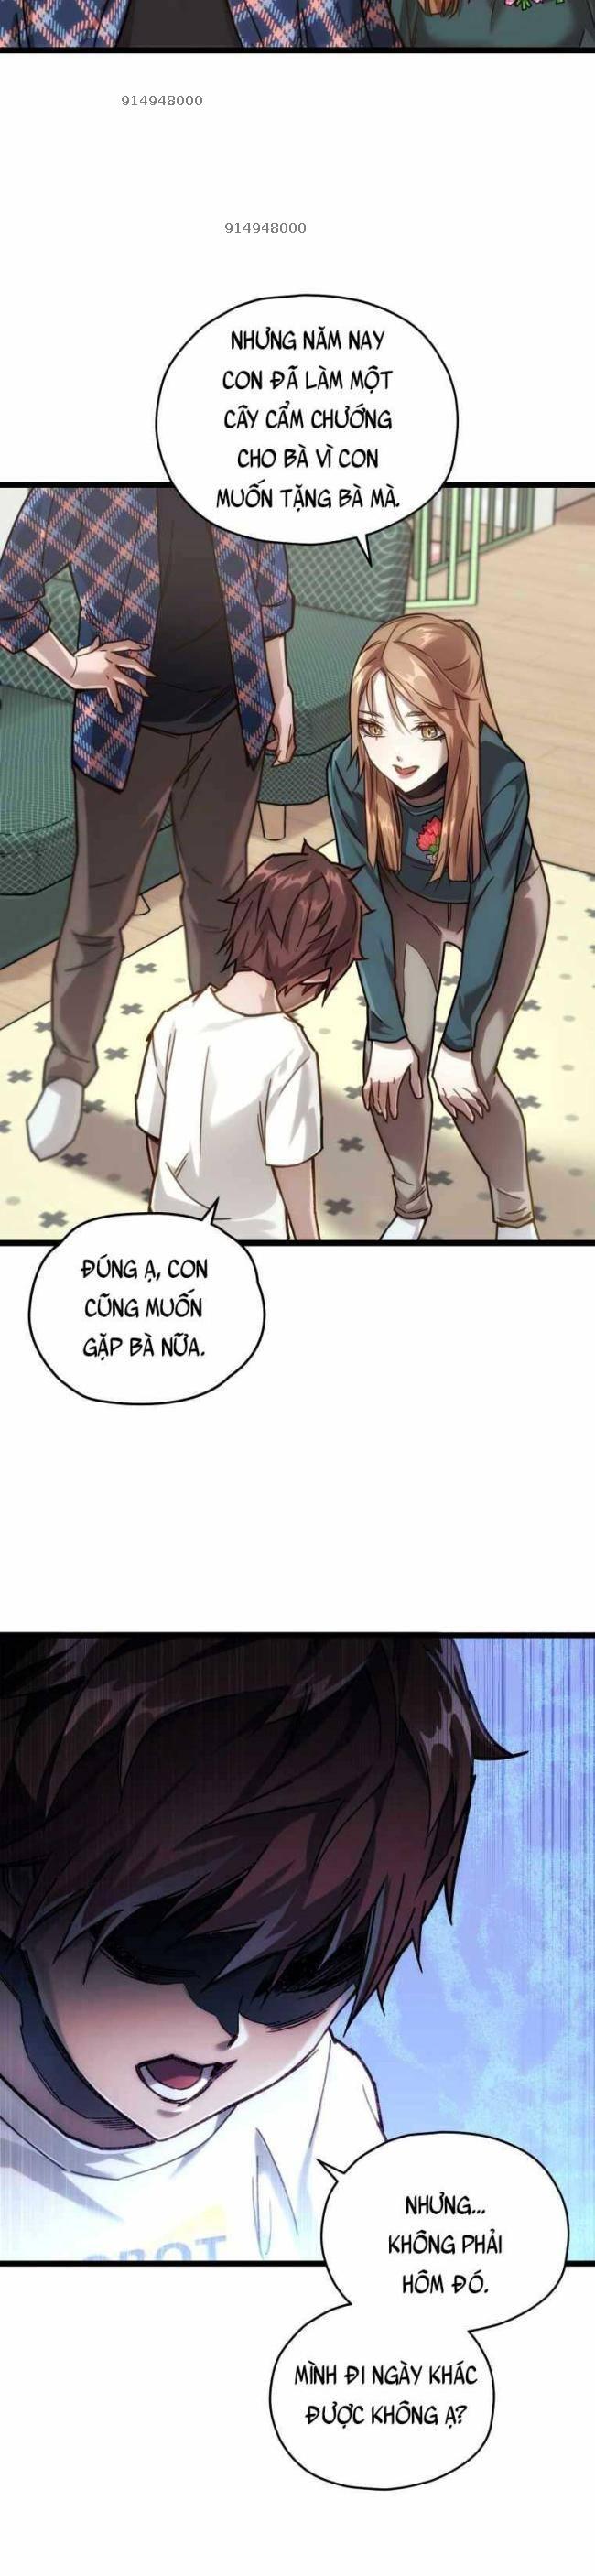 914948000
914948000
NHƯNG NĂM NAY
CON ĐÃ LÀM MỘT
CÂY CẨM CHƯỚNG
CHO BÀ VÌ CON
MUỐN TẶNG BÀ MÀ.
ĐÚNG Ạ, CON
CŨNG MUỐN
GẶP BÀ NỮA.
NHƯNG...
KHÔNG PHẢI
HÔM ĐÓ.
MÌNH ĐI NGÀY KHÁC
ĐƯỢC KHÔNG Ạ?